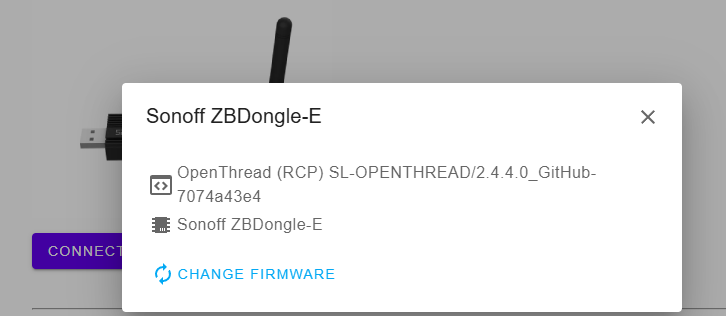 Sonoff ZBDongle-E
OpenThread (RCP) SL-OPENTHREAD/2.4.4.0_GitHub-
7074a43e4
Sonoff ZBDongle-E
CONNECT
CHANGE FIRMWARE